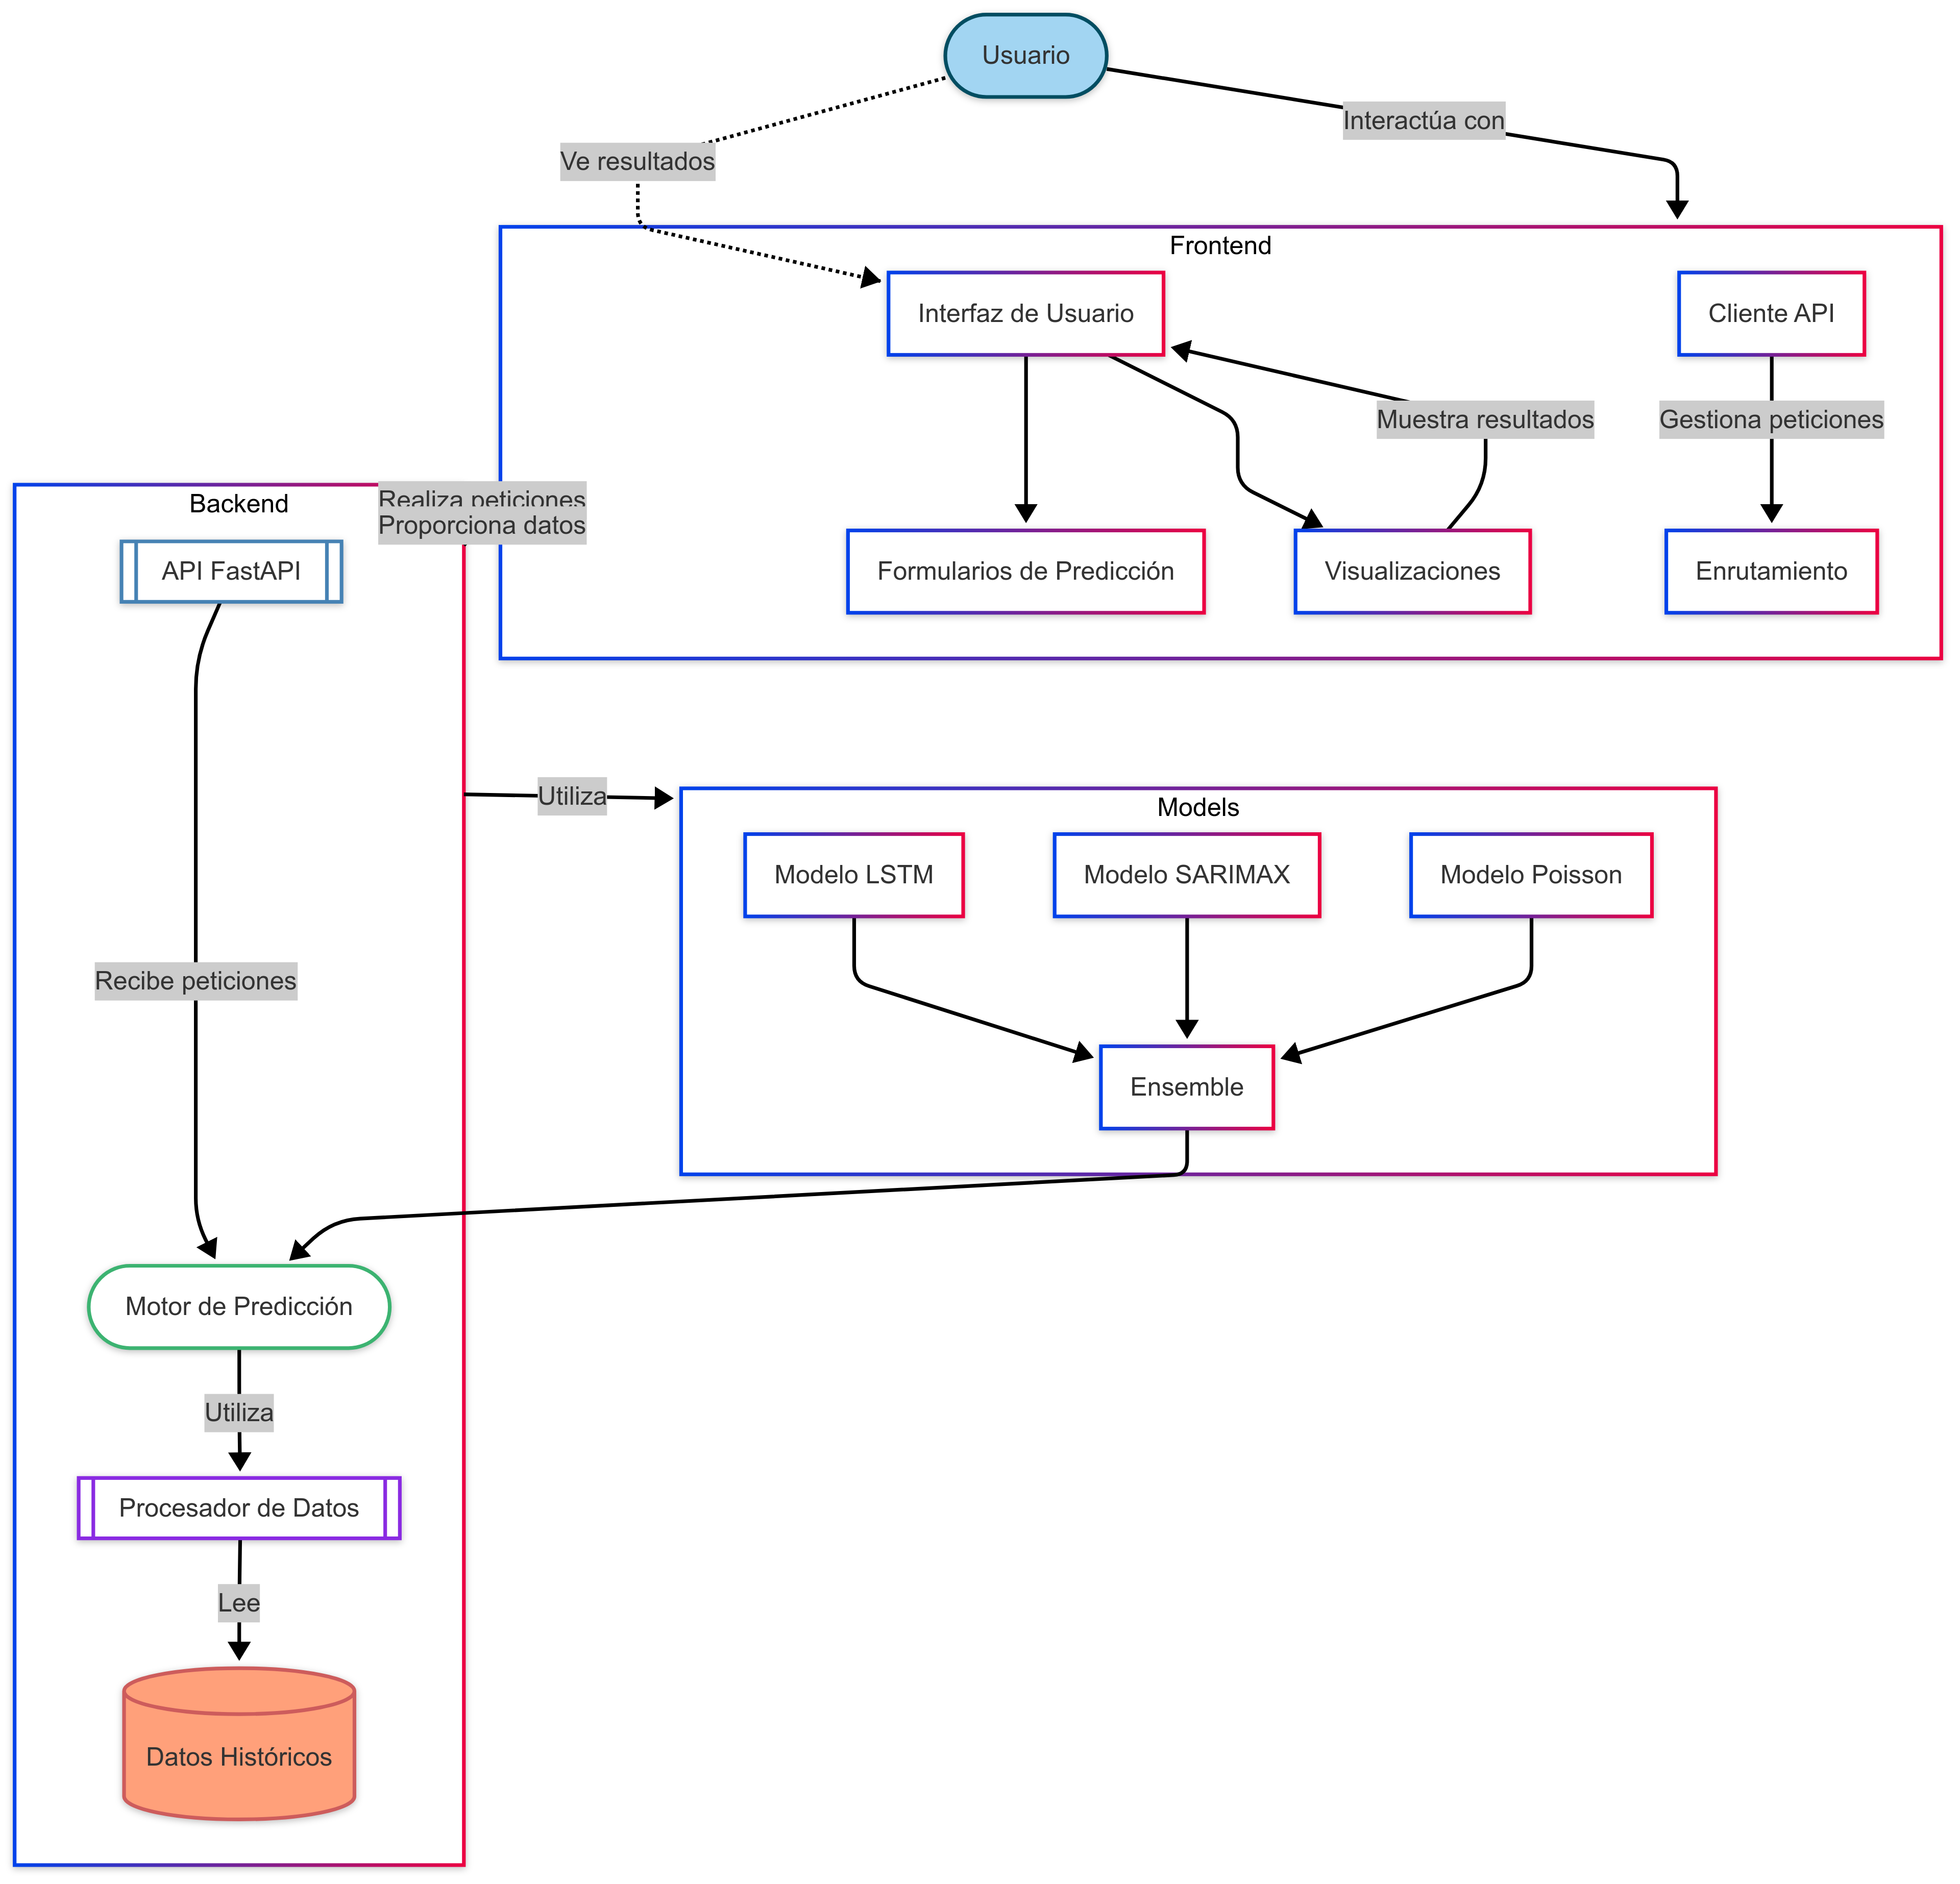 Usuario
Interactúa con
Ve resultados
Frontend
Interfaz de Usuario
Cliente API
Muestra resultados
Gestiona peticiones
Formularios de Predicción
Visualizaciones
Enrutamiento
Realiza peticiones
Proporciona datos
Backend
API FastAPI
Utiliza
Models
Modelo LSTM
Modelo SARIMAX
Modelo Poisson
Recibe peticiones
Ensemble
Motor de Predicción
Utiliza
Procesador de Datos
Lee
Datos Históricos